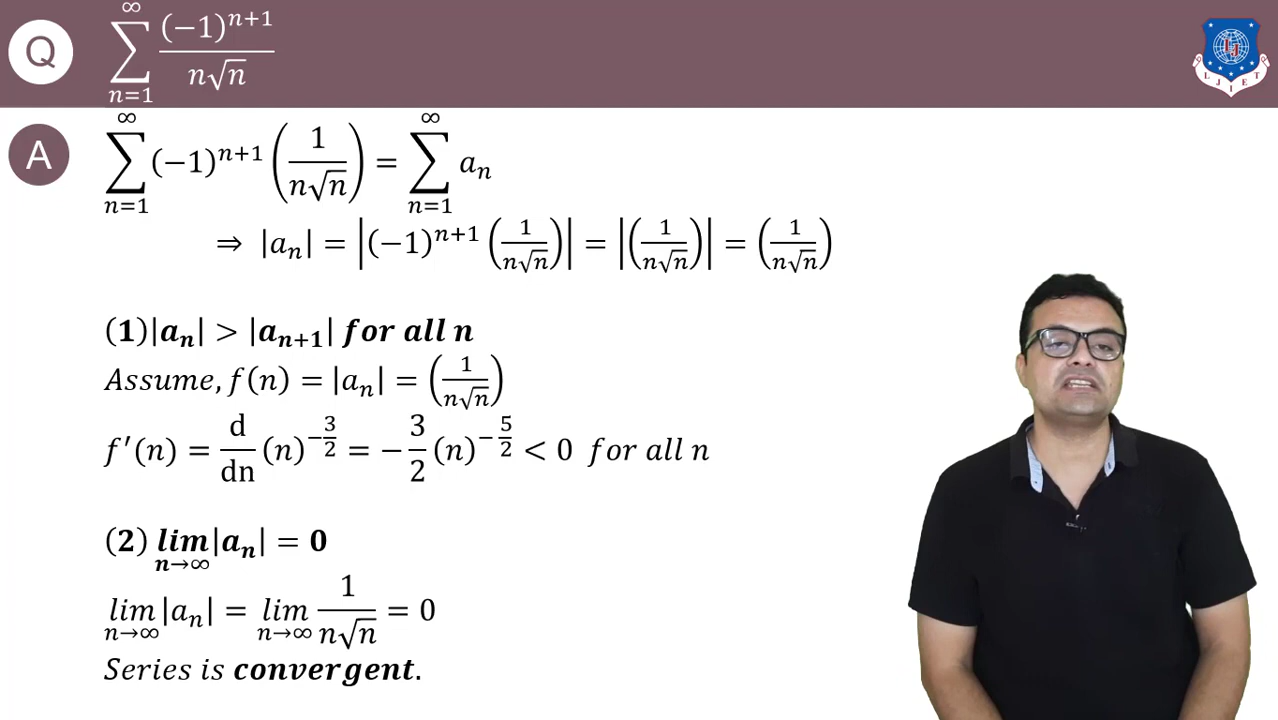 Q
∑_{n=1}^{∞} (−1)^{n+1} / n√n
LJIET
A
∑_{n=1}^{∞} (−1)^{n+1} (1/n√n) = ∑_{n=1}^{∞} a_n
⇒ |a_n| = |(−1)^{n+1} (1/n√n)| = |(1/n√n)| = (1/n√n)
(1)|a_n| > |a_{n+1}| for all n
Assume, f(n) = |a_n| = (1/n√n)
f′(n) = d/dn (n)^{−3/2} = −3/2 (n)^{−5/2} < 0 for all n
(2) lim_{n→∞}|a_n| = 0
lim_{n→∞}|a_n| = lim_{n→∞} 1/n√n = 0
Series is convergent.